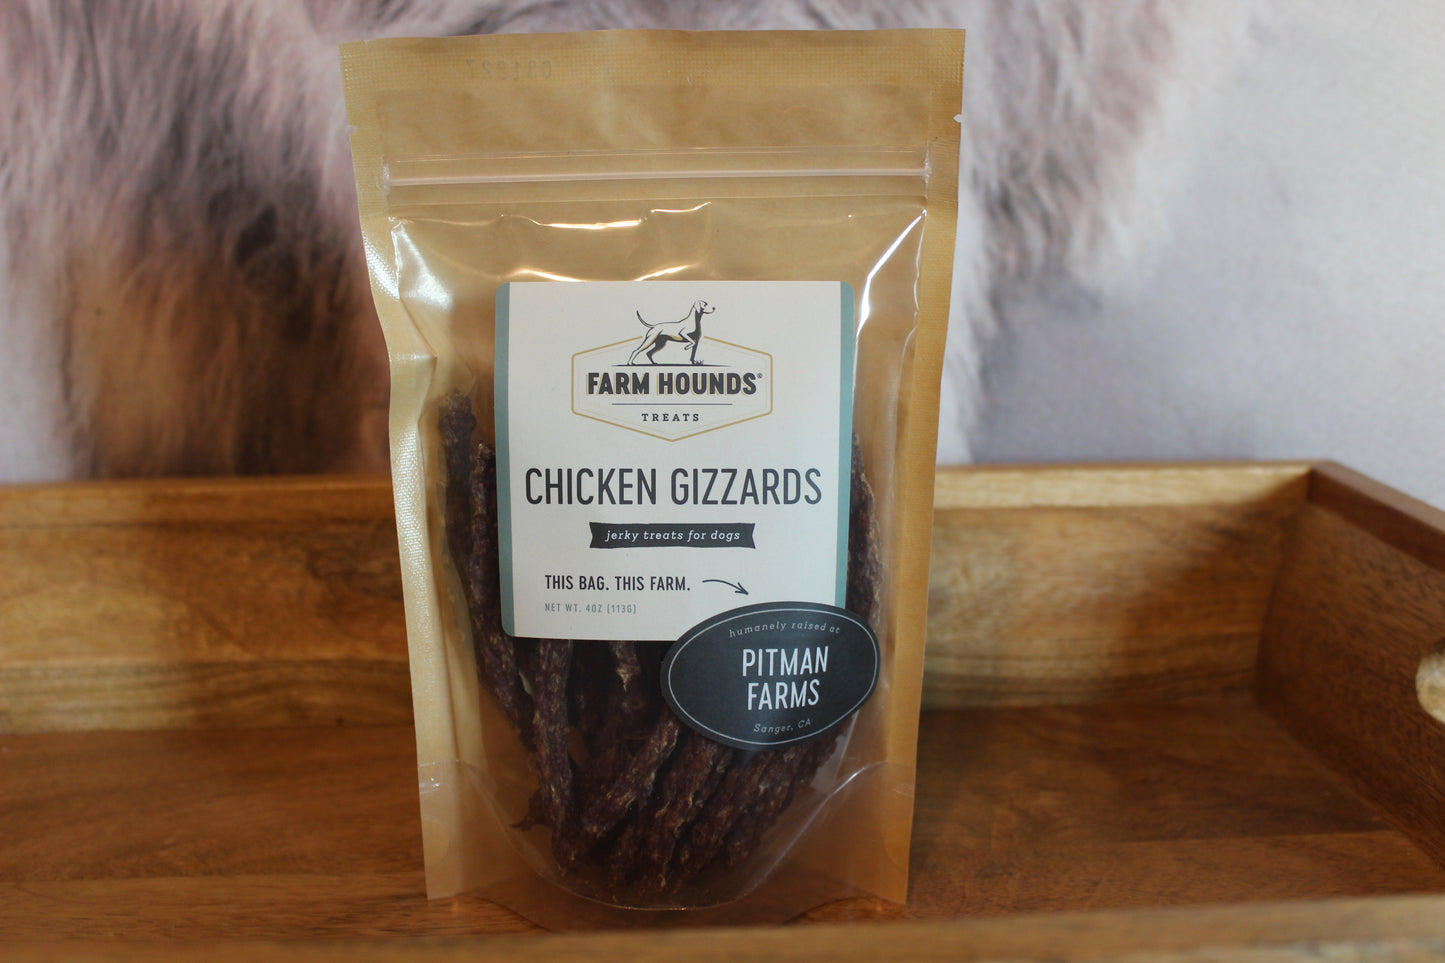 031827
FARM HOUNDS®
TREATS
CHICKEN GIZZARDS
jerky treats for dogs
THIS BAG. THIS FARM.
NET WT. 4OZ (113G)
humanely raised at
PITMAN
FARMS
Sanger, CA